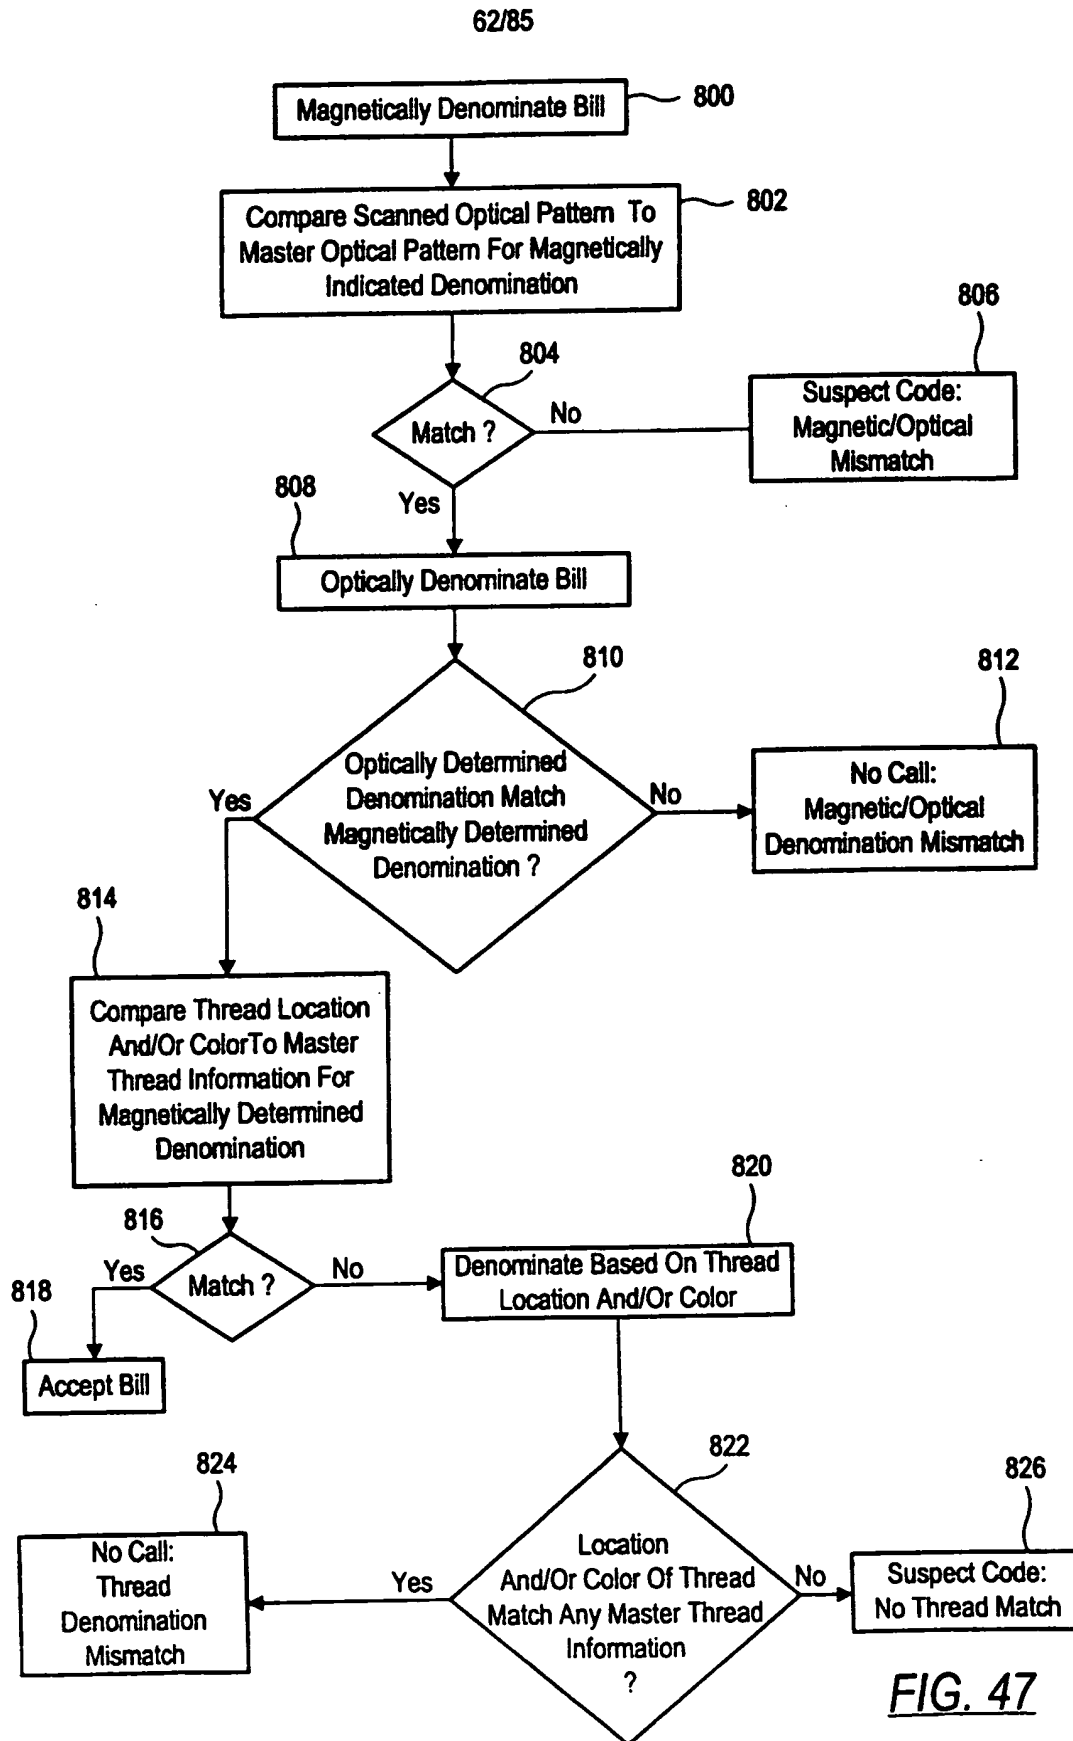 62/85
Magnetically Denominate Bill
800
Compare Scanned Optical Pattern To
Master Optical Pattern For Magnetically
Indicated Denomination
802
804
Match ?
No
806
Suspect Code:
Magnetic/Optical
Mismatch
Yes
808
Optically Denominate Bill
810
Optically Determined
Denomination Match
Magnetically Determined
Denomination ?
Yes
No
812
No Call:
Magnetic/Optical
Denomination Mismatch
814
Compare Thread Location
And/Or ColorTo Master
Thread Information For
Magnetically Determined
Denomination
816
Match ?
Yes
No
818
Accept Bill
820
Denominate Based On Thread
Location And/Or Color
822
Location
And/Or Color Of Thread
Match Any Master Thread
Information
?
Yes
No
824
No Call:
Thread
Denomination
Mismatch
826
Suspect Code:
No Thread Match
FIG. 47